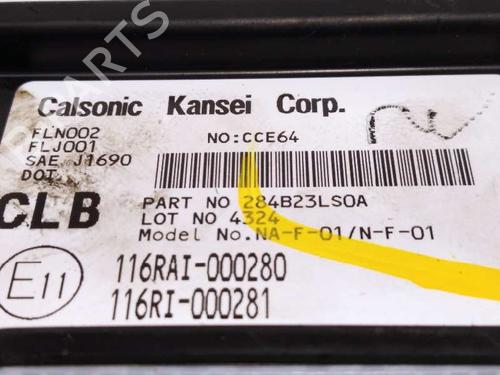 Calsonic Kansei Corp.
FLN002
FLJ001
SAE J1690
DOT
NO:CCE64
PART NO 284B23LS0A
LOT NO 4324
Model No.NA-F-01/N-F-01
CLB
E11
116RAI-000280
116RI-000281